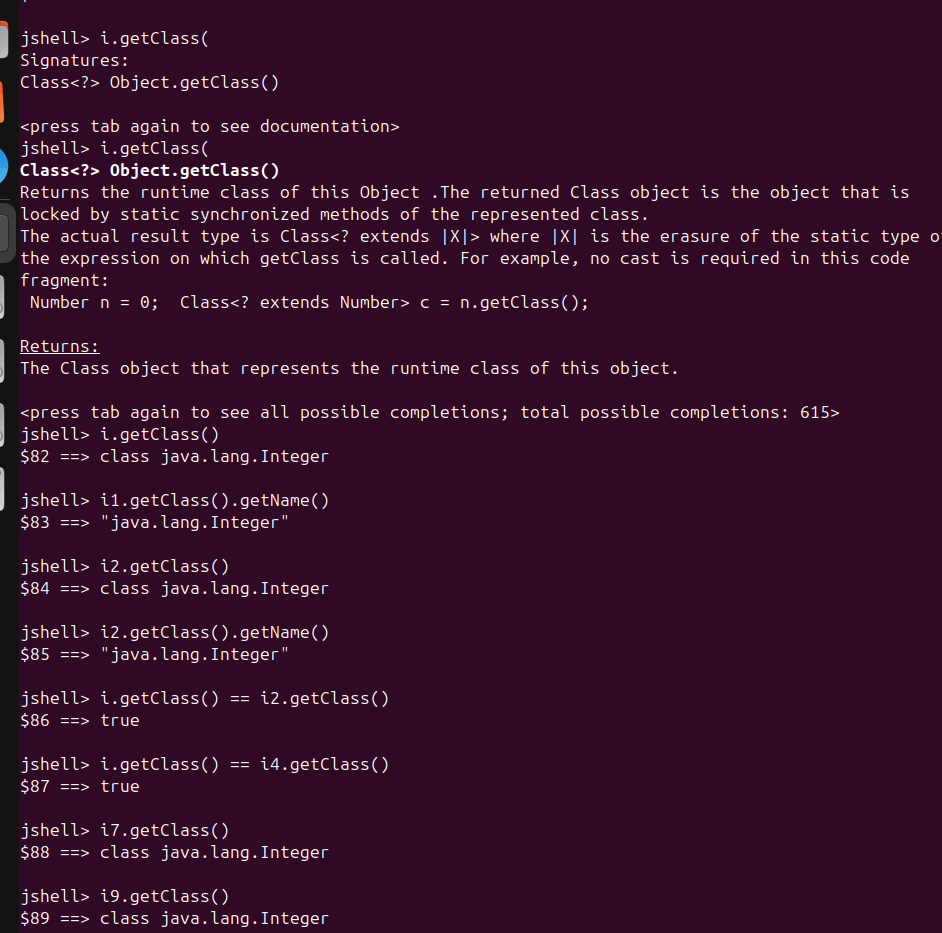 jshell> i.getClass(
Signatures:
Class<?> Object.getClass()
<press tab again to see documentation>
jshell> i.getClass(
Class<?> Object.getClass()
Returns the runtime class of this Object .The returned Class object is the object that is
locked by static synchronized methods of the represented class.
The actual result type is Class<? extends |X|> where |X| is the erasure of the static type of
the expression on which getClass is called. For example, no cast is required in this code
fragment:
Number n = 0;  Class<? extends Number> c = n.getClass();
Returns:
The Class object that represents the runtime class of this object.
<press tab again to see all possible completions; total possible completions: 615>
jshell> i.getClass()
$82 ==> class java.lang.Integer
jshell> i1.getClass().getName()
$83 ==> "java.lang.Integer"
jshell> i2.getClass()
$84 ==> class java.lang.Integer
jshell> i2.getClass().getName()
$85 ==> "java.lang.Integer"
jshell> i.getClass() == i2.getClass()
$86 ==> true
jshell> i.getClass() == i4.getClass()
$87 ==> true
jshell> i7.getClass()
$88 ==> class java.lang.Integer
jshell> i9.getClass()
$89 ==> class java.lang.Integer